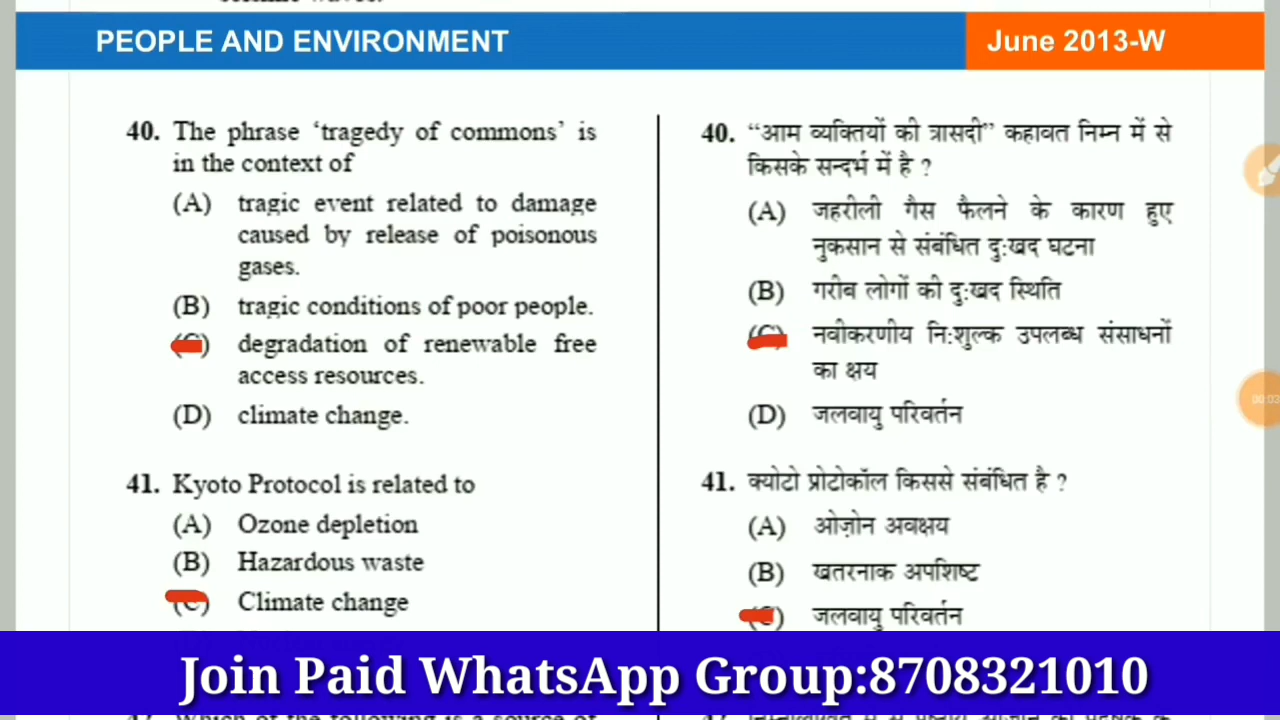 PEOPLE AND ENVIRONMENT
June 2013-W
40. The phrase ‘tragedy of commons’ is
in the context of
(A) tragic event related to damage
caused by release of poisonous
gases.
(B) tragic conditions of poor people.
(C) degradation of renewable free
access resources.
(D) climate change.
41. Kyoto Protocol is related to
(A) Ozone depletion
(B) Hazardous waste
(C) Climate change
40. “आम व्यक्तियों की त्रासदी” कहावत निम्न में से
किसके सन्दर्भ में है ?
(A) जहरीली गैस फैलने के कारण हुए
नुकसान से संबंधित दुःखद घटना
(B) गरीब लोगों की दुःखद स्थिति
(C) नवीकरणीय निःशुल्क उपलब्ध संसाधनों
का क्षय
(D) जलवायु परिवर्तन
41. क्योटो प्रोटोकॉल किससे संबंधित है ?
(A) ओज़ोन अवक्षय
(B) खतरनाक अपशिष्ट
(C) जलवायु परिवर्तन
00:03
Join Paid WhatsApp Group:8708321010